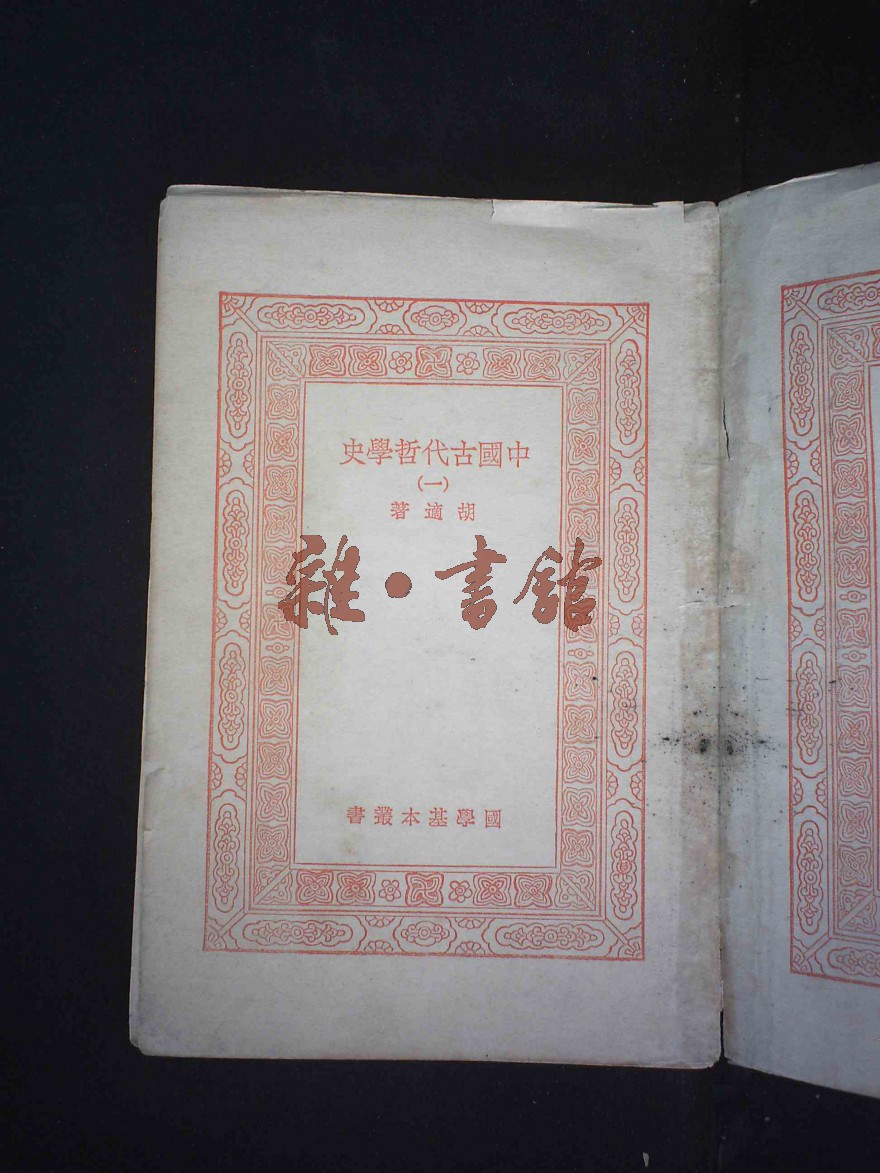 中國古代哲學史
(一)
胡適著
雜·書館
國學基本叢書